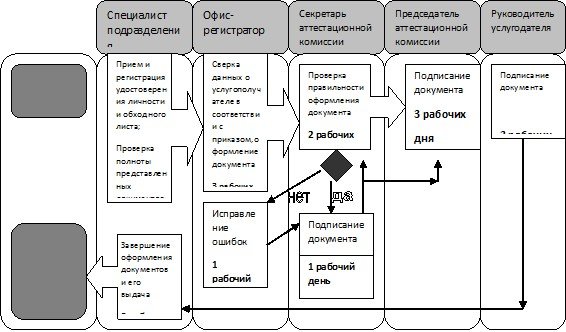 Специалист
подразделени
я
Офис-
регистратор
Секретарь
аттестационной
комиссии
Председатель
аттестационной
комиссии
Руководитель
услугодателя
Прием и
регистрация
удостоверен
ия личности
и обходного
листа;
Проверка
полноты
представлен
ных
Сверка
данных о
услугополуч
ателе в
соответстви
и с
приказом, о
формление
документа
3 рабочих
Проверка
правильности
оформления
документа
2 рабочих
Подписание
документа
3 рабочих
дня
Подписание
документа
нет да
Исправле
ние
ошибок
1
рабочий
Подписание
документа
1 рабочий
день
Завершение
оформления
документов
и его
выдача